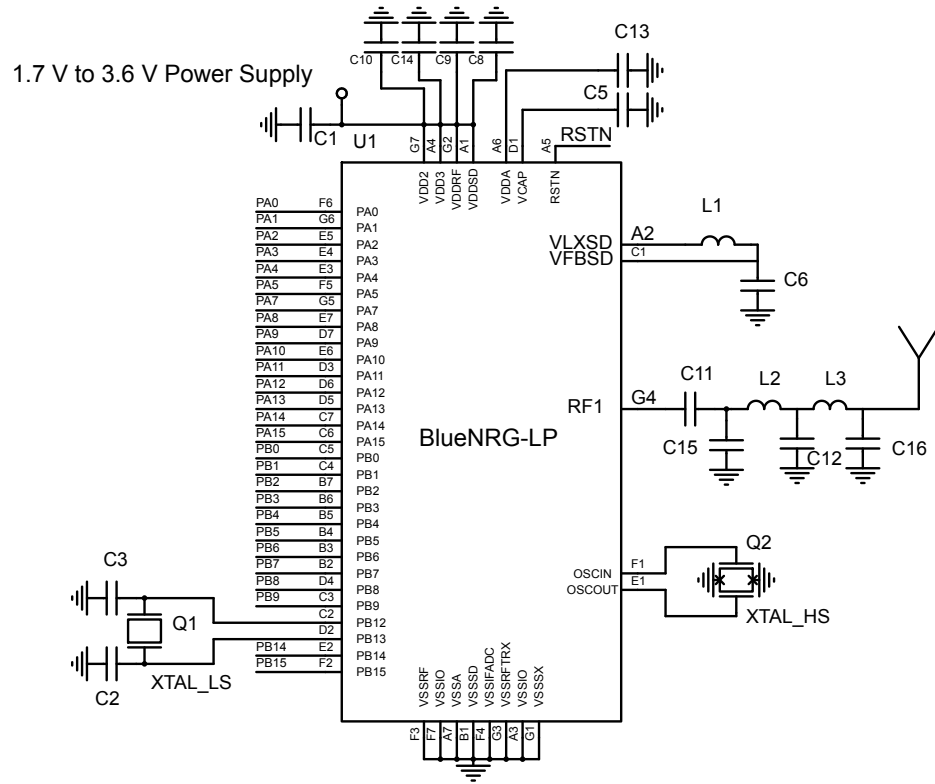 C10 C14 C9 C8 C13
1.7 V to 3.6 V Power Supply
C5
C1 U1
G7 A4 G2 A1 A6 D1 A5 RSTN
VDD2 VDD3 VDDRF VDDSD VDDA VCAP RSTN
PA0 F6 PA0
PA1 G6 PA1
PA2 E5 PA2
PA3 E4 PA3
PA4 E3 PA4
PA5 F5 PA5
PA7 G5 PA7
PA8 E7 PA8
PA9 D7 PA9
PA10 E6 PA10
PA11 D3 PA11
PA12 D6 PA12
PA13 D5 PA13
PA14 C7 PA14
PA15 C6 PA15
PB0 C5 PB0
PB1 C4 PB1
PB2 B7 PB2
PB3 B6 PB3
PB4 B5 PB4
PB5 B4 PB5
PB6 B3 PB6
PB7 B2 PB7
PB8 D4 PB8
PB9 C3 PB9
C2 PB12
D2 PB13
PB14 E2 PB14
PB15 F2 PB15
C3
Q1
C2
XTAL_LS
BlueNRG-LP
L1
VLXSD A2
VFBSD C1
C6
C11 L2 L3
RF1 G4
C15 C12 C16
Q2
OSCIN F1
OSCOUT E1
XTAL_HS
VSSRF VSSIO VSSA VSSSD VSSIFADC VSSRFTRX VSSIO VSSSX
F3 F7 A7 B1 F4 G3 A3 G1